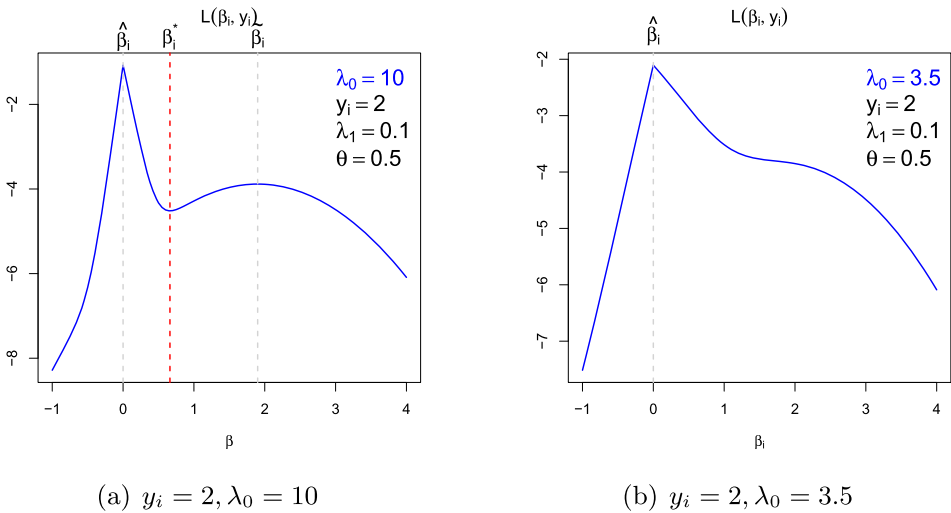 L(βᵢ, yᵢ)
β̂ᵢ βᵢ* β̃ᵢ
λ₀ = 10
yᵢ = 2
λ₁ = 0.1
θ = 0.5
−2
−4
−6
−8
−1 0 1 2 3 4
β
(a) yᵢ = 2, λ₀ = 10
L(βᵢ, yᵢ)
β̂ᵢ
λ₀ = 3.5
yᵢ = 2
λ₁ = 0.1
θ = 0.5
−2
−3
−4
−5
−6
−7
−1 0 1 2 3 4
βᵢ
(b) yᵢ = 2, λ₀ = 3.5